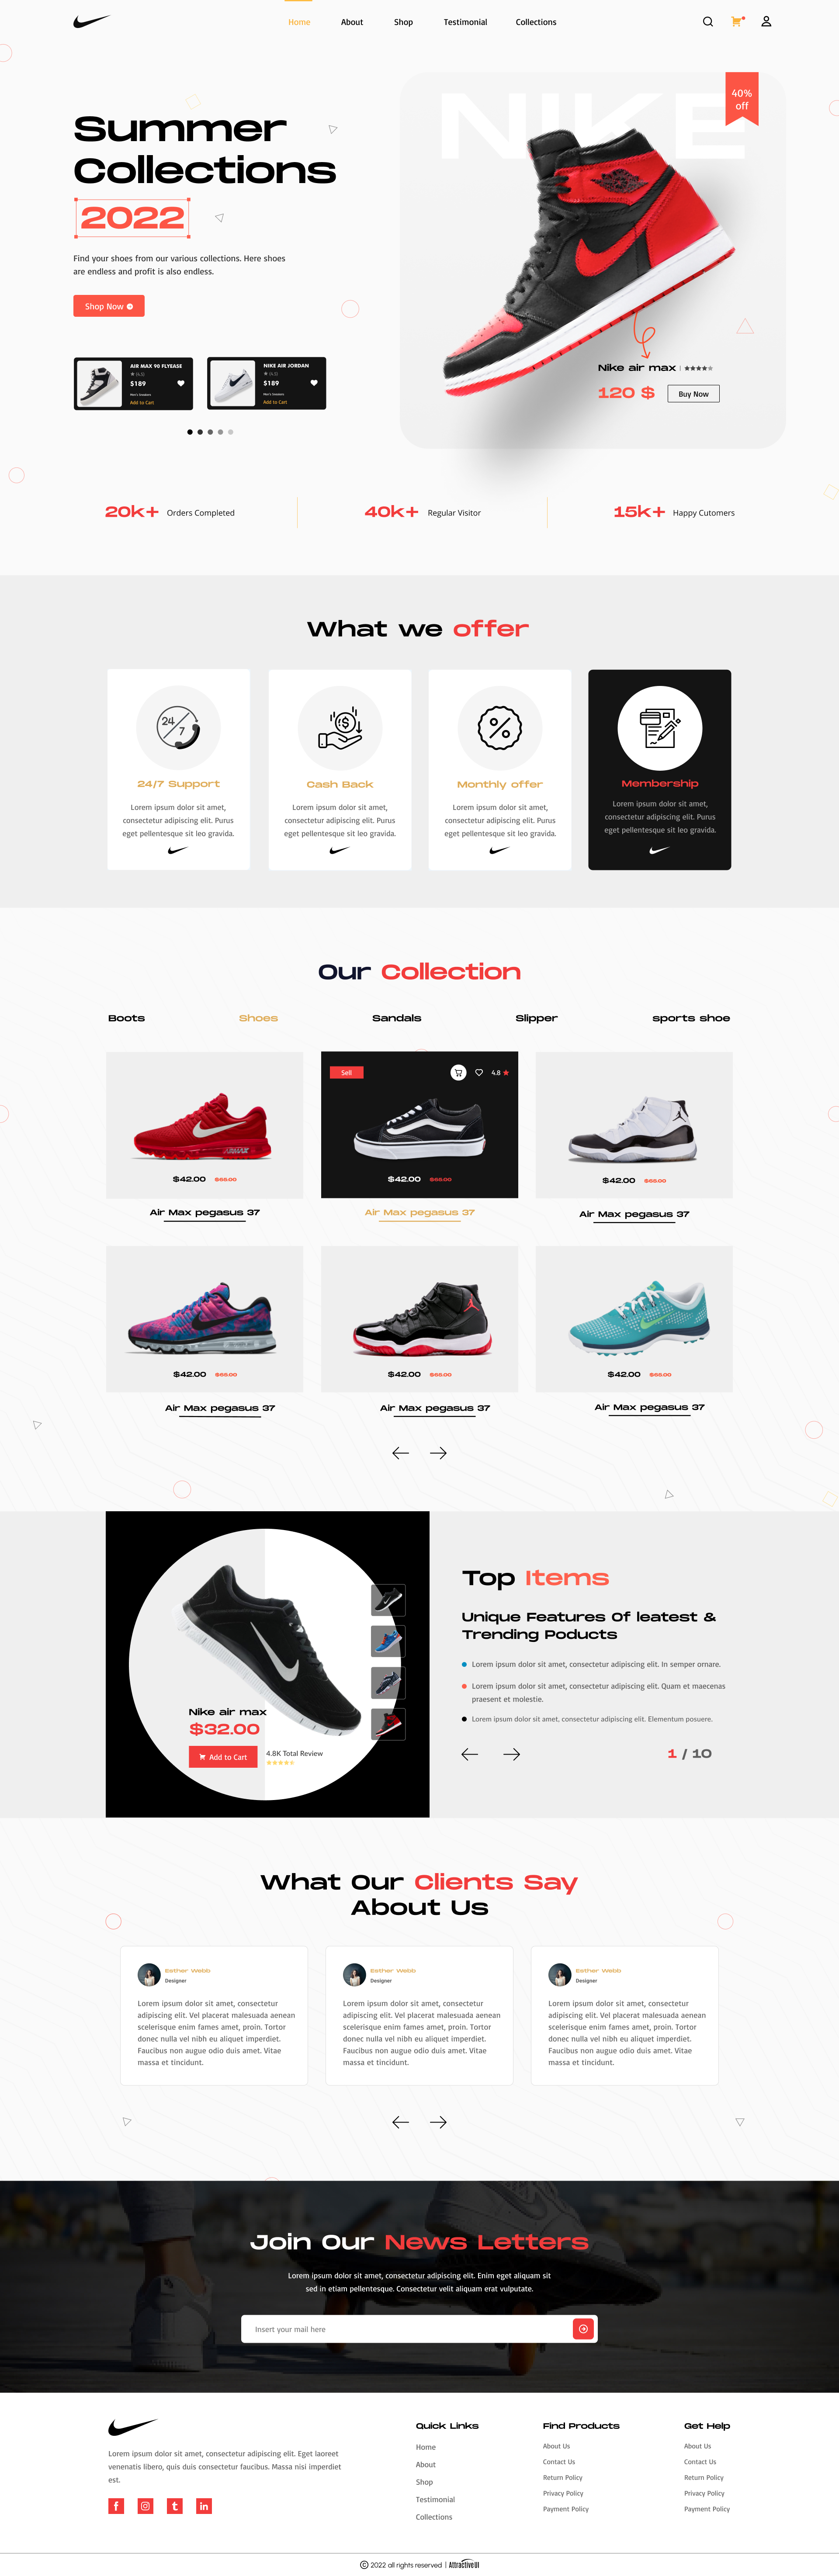 Home About Shop Testimonial Collections
NIKE
40%
off
Summer
Collections
2022
Find your shoes from our various collections. Here shoes
are endless and profit is also endless.
Shop Now
AIR MAX 90 FLYEASE
(4.5)
$189
Men's Sneakers
Add to Cart
NIKE AIR JORDAN
(4.5)
$189
Men's Sneakers
Add to Cart
Nike air max
120 $
Buy Now
20k+ Orders Completed
40k+ Regular Visitor
15k+ Happy Cutomers
What we offer
24/7
24/7 Support
Lorem ipsum dolor sit amet,
consectetur adipiscing elit. Purus
eget pellentesque sit leo gravida.
Cash Back
Lorem ipsum dolor sit amet,
consectetur adipiscing elit. Purus
eget pellentesque sit leo gravida.
Monthly offer
Lorem ipsum dolor sit amet,
consectetur adipiscing elit. Purus
eget pellentesque sit leo gravida.
Membership
Lorem ipsum dolor sit amet,
consectetur adipiscing elit. Purus
eget pellentesque sit leo gravida.
Our Collection
Boots Shoes Sandals Slipper sports shoe
AIRMAX
$42.00 $55.00
Air Max pegasus 37
Sell
4.8
$42.00 $55.00
Air Max pegasus 37
$42.00 $55.00
Air Max pegasus 37
$42.00 $55.00
Air Max pegasus 37
$42.00 $55.00
Air Max pegasus 37
$42.00 $55.00
Air Max pegasus 37
Nike air max
$32.00
Add to Cart
4.8K Total Review
Top Items
Unique Features Of leatest &
Trending Poducts
Lorem ipsum dolor sit amet, consectetur adipiscing elit. In semper ornare.
Lorem ipsum dolor sit amet, consectetur adipiscing elit. Quam et maecenas
praesent et molestie.
Lorem ipsum dolor sit amet, consectetur adipiscing elit. Elementum posuere.
1 / 10
What Our Clients Say
About Us
Esther Webb
Designer
Lorem ipsum dolor sit amet, consectetur
adipiscing elit. Vel placerat malesuada aenean
scelerisque enim fames amet, proin. Tortor
donec nulla vel nibh eu aliquet imperdiet.
Faucibus non augue odio duis amet. Vitae
massa et tincidunt.
Esther Webb
Designer
Lorem ipsum dolor sit amet, consectetur
adipiscing elit. Vel placerat malesuada aenean
scelerisque enim fames amet, proin. Tortor
donec nulla vel nibh eu aliquet imperdiet.
Faucibus non augue odio duis amet. Vitae
massa et tincidunt.
Esther Webb
Designer
Lorem ipsum dolor sit amet, consectetur
adipiscing elit. Vel placerat malesuada aenean
scelerisque enim fames amet, proin. Tortor
donec nulla vel nibh eu aliquet imperdiet.
Faucibus non augue odio duis amet. Vitae
massa et tincidunt.
Join Our News Letters
Lorem ipsum dolor sit amet, consectetur adipiscing elit. Enim eget aliquam sit
sed in etiam pellentesque. Consectetur velit aliquam erat vulputate.
Insert your mail here
Lorem ipsum dolor sit amet, consectetur adipiscing elit. Eget laoreet
venenatis libero, quis duis consectetur faucibus. Massa nisi imperdiet
est.
Quick Links
Home
About
Shop
Testimonial
Collections
Find Products
About Us
Contact Us
Return Policy
Privacy Policy
Payment Policy
Get Help
About Us
Contact Us
Return Policy
Privacy Policy
Payment Policy
© 2022 all rights reserved | AttractiveUI